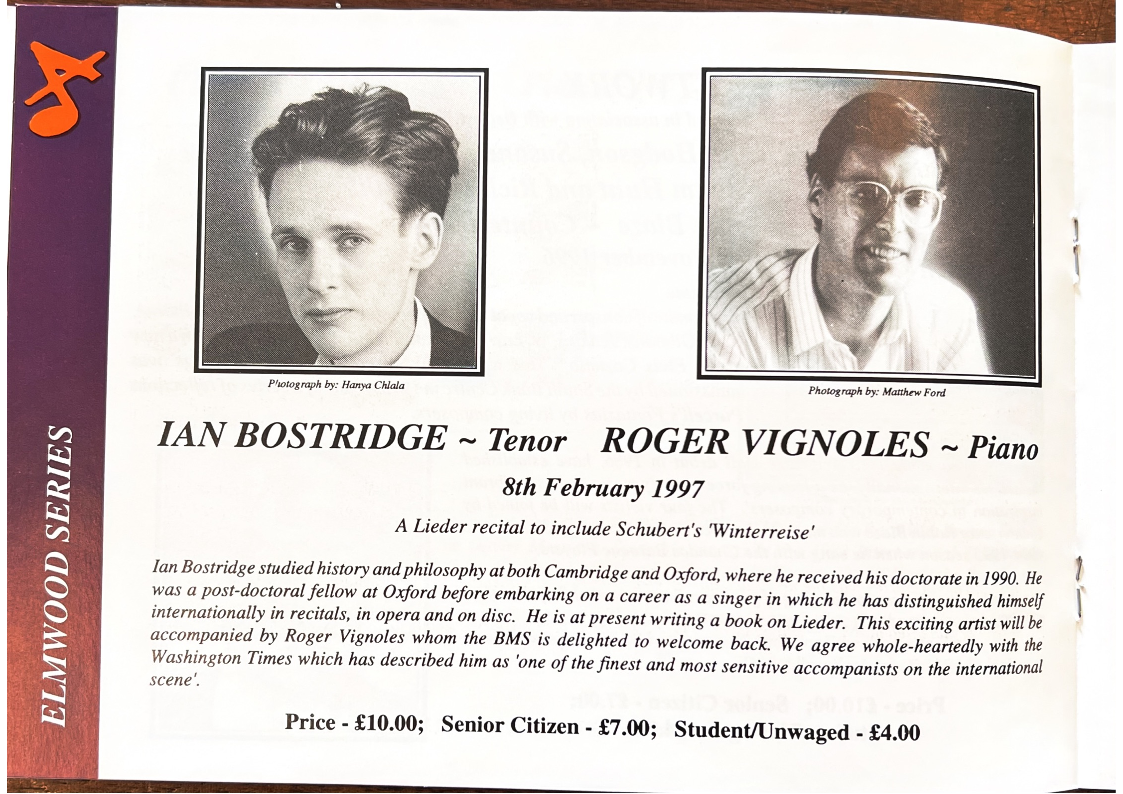 ELMWOOD SERIES
Photograph by: Hanya Chlala
Photograph by: Matthew Ford
IAN BOSTRIDGE ~ Tenor ROGER VIGNOLES ~ Piano
8th February 1997
A Lieder recital to include Schubert's 'Winterreise'
Ian Bostridge studied history and philosophy at both Cambridge and Oxford, where he received his doctorate in 1990. He
was a post-doctoral fellow at Oxford before embarking on a career as a singer in which he has distinguished himself
internationally in recitals, in opera and on disc. He is at present writing a book on Lieder. This exciting artist will be
accompanied by Roger Vignoles whom the BMS is delighted to welcome back. We agree whole-heartedly with the
Washington Times which has described him as 'one of the finest and most sensitive accompanists on the international
scene'.
Price - £10.00; Senior Citizen - £7.00; Student/Unwaged - £4.00